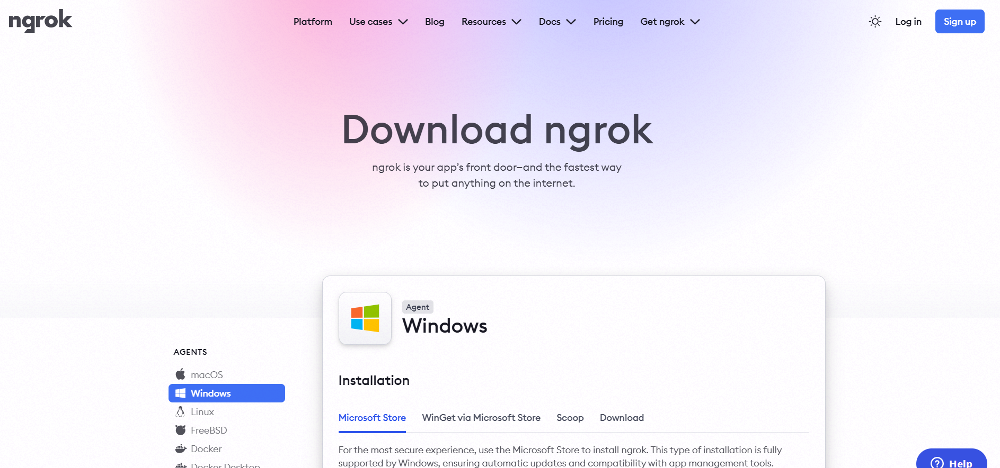 ngrok
Platform Use cases Blog Resources Docs Pricing Get ngrok Log in Sign up
Download ngrok
ngrok is your app’s front door—and the fastest way
to put anything on the internet.
Agent
Windows
AGENTS
macOS
Windows
Linux
FreeBSD
Docker
Docker Desktop
Installation
Microsoft Store WinGet via Microsoft Store Scoop Download
For the most secure experience, use the Microsoft Store to install ngrok. This type of installation is fully
supported by Windows, ensuring automatic updates and compatibility with app management tools.
Help